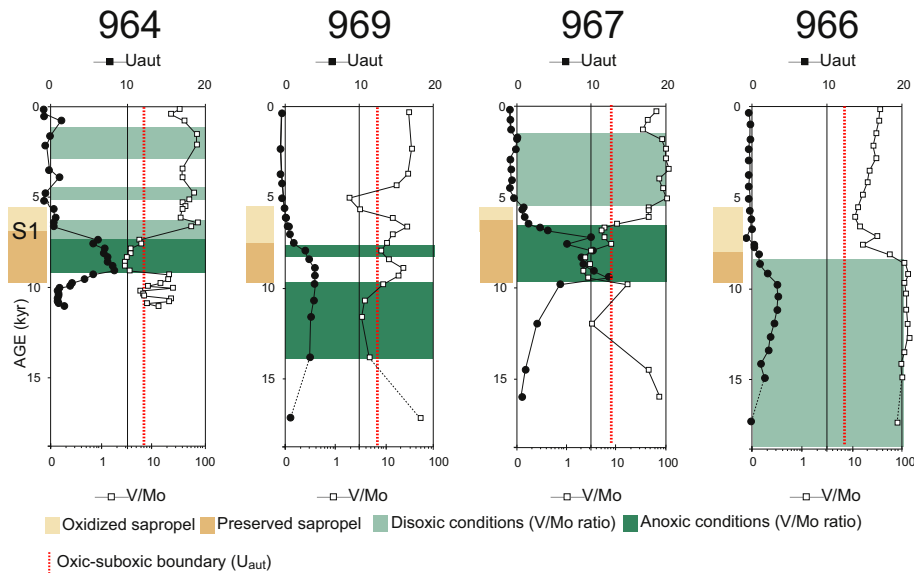 964 969 967 966
Uaut Uaut Uaut Uaut
0 10 20 0 10 20 0 10 20 0 10 20
0 0 0 0
5 5 5 5
S1
10 10 10 10
AGE (kyr)
15 15 15 15
0 1 10 100 0 1 10 100 0 1 10 100 0 1 10 100
V/Mo V/Mo V/Mo V/Mo
Oxidized sapropel Preserved sapropel Disoxic conditions (V/Mo ratio) Anoxic conditions (V/Mo ratio)
Oxic-suboxic boundary (Uaut)